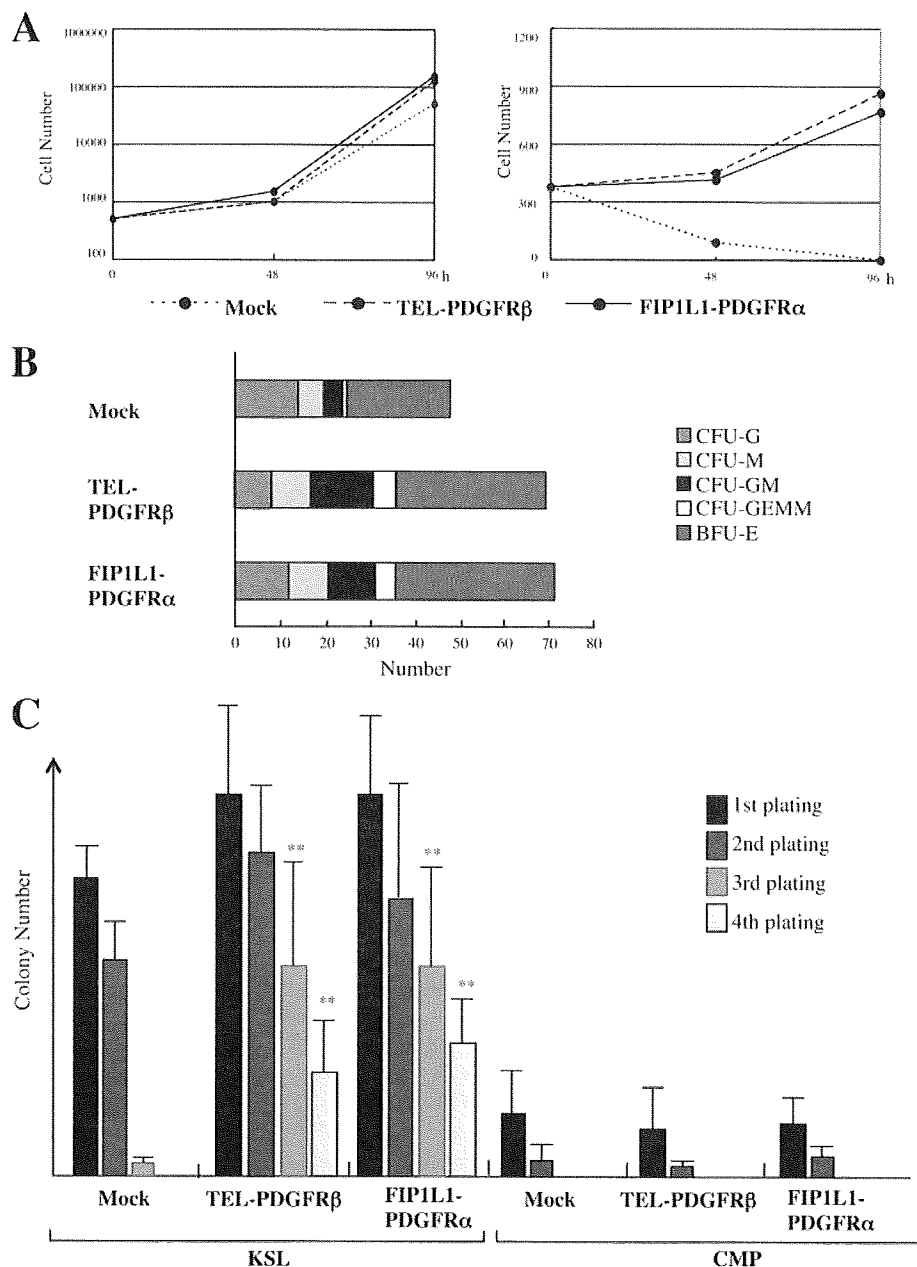 A
Cell Number
1000000
100000
10000
1000
100
0
48
96 h
Cell Number
1200
900
600
300
0
0
48
96 h
Mock
TEL-PDGFRβ
FIP1L1-PDGFRα
B
Mock
TEL-
PDGFRβ
FIP1L1-
PDGFRα
0 10 20 30 40 50 60 70 80
Number
CFU-G
CFU-M
CFU-GM
CFU-GEMM
BFU-E
C
Colony Number
**
**
**
**
1st plating
2nd plating
3rd plating
4th plating
Mock
TEL-PDGFRβ
FIP1L1-
PDGFRα
Mock
TEL-PDGFRβ
FIP1L1-
PDGFRα
KSL
CMP